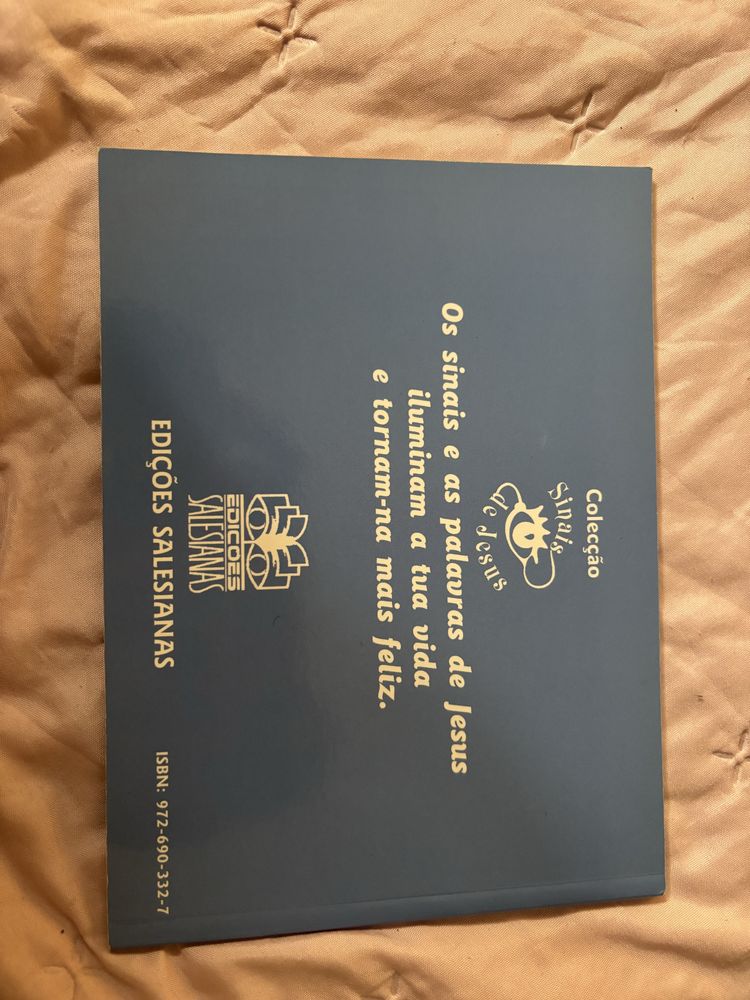 Colecção
Sinais
de Jesus
Os sinais e as palavras de Jesus
iluminam a tua vida
e tornam-na mais feliz.
EDIÇÕES
SALESIANAS
EDIÇÕES SALESIANAS
ISBN: 972-690-332-7